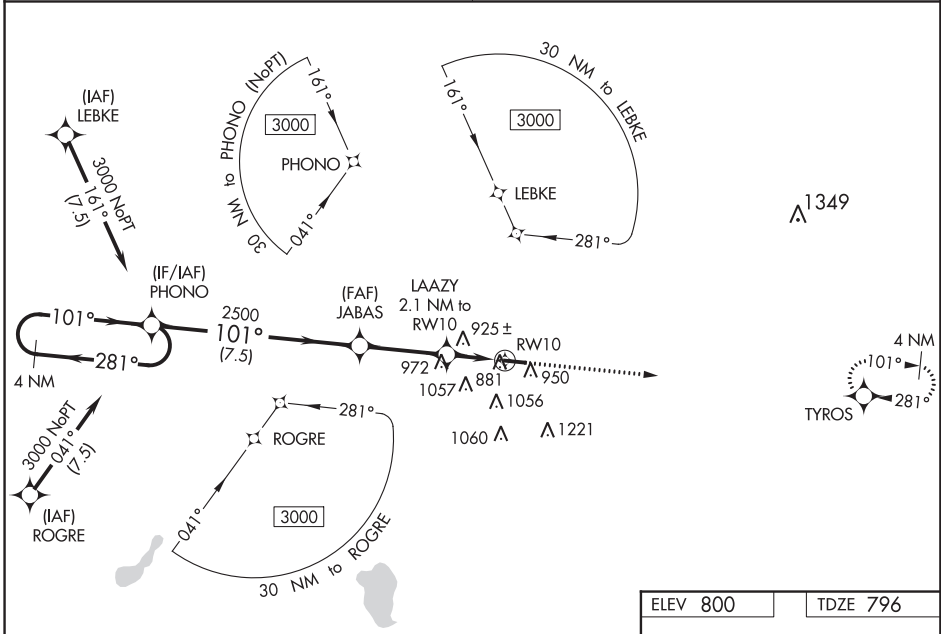 (IAF)
LEBKE
3000 NoPT
161°
(7.5)
30 NM to PHONO (NoPT)
161°
3000
PHONO
041°
30 NM to LEBKE
161°
3000
LEBKE
281°
1349
(IF/IAF)
PHONO
101°
281°
4 NM
2500
101°
(7.5)
(FAF)
JABAS
LAAZY
2.1 NM to
RW10
925 ±
RW10
972
1057
881
950
1056
1060
1221
4 NM
101°
281°
TYROS
3000 NoPT
041°
(7.5)
(IAF)
ROGRE
281°
ROGRE
041°
3000
30 NM to ROGRE
ELEV 800
TDZE 796